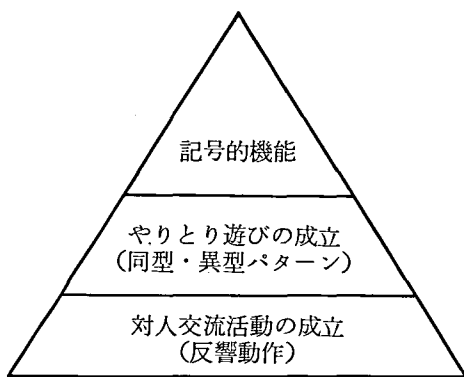 記号的機能
やりとり遊びの成立
(同型・異型パターン)
対人交流活動の成立
(反響動作)